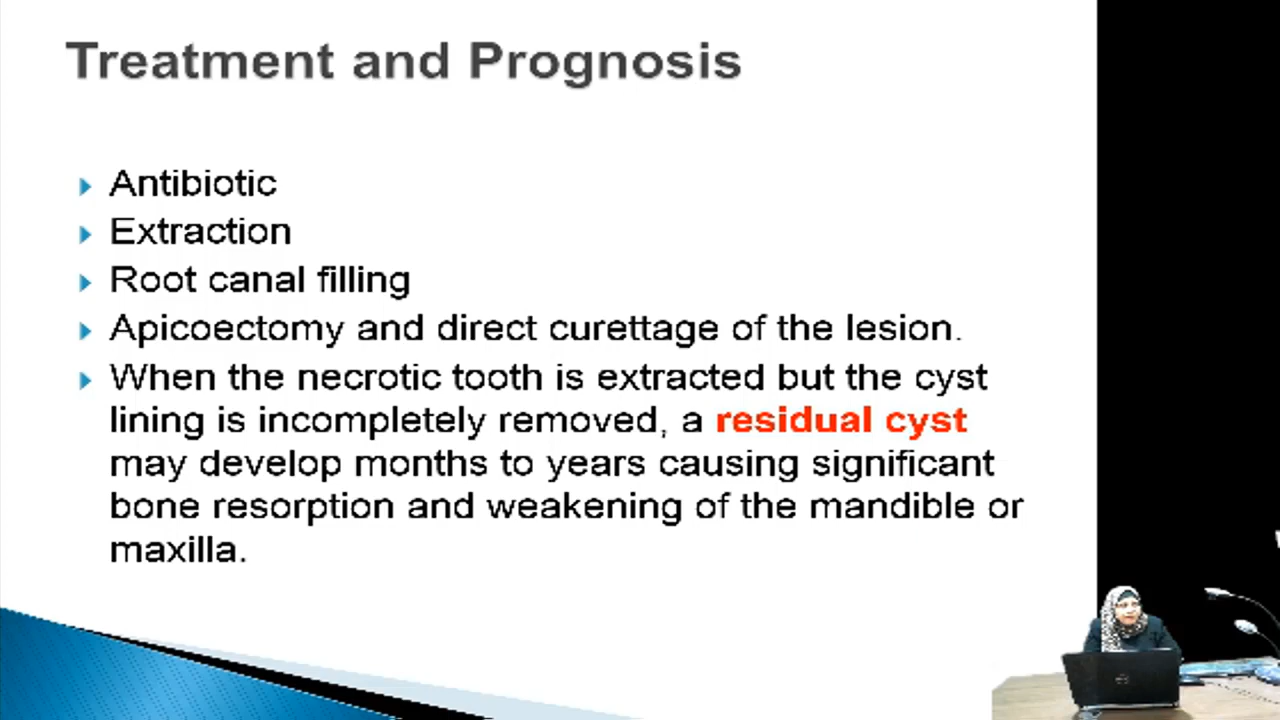 Treatment and Prognosis
Antibiotic
Extraction
Root canal filling
Apicoectomy and direct curettage of the lesion.
When the necrotic tooth is extracted but the cyst
lining is incompletely removed, a residual cyst
may develop months to years causing significant
bone resorption and weakening of the mandible or
maxilla.